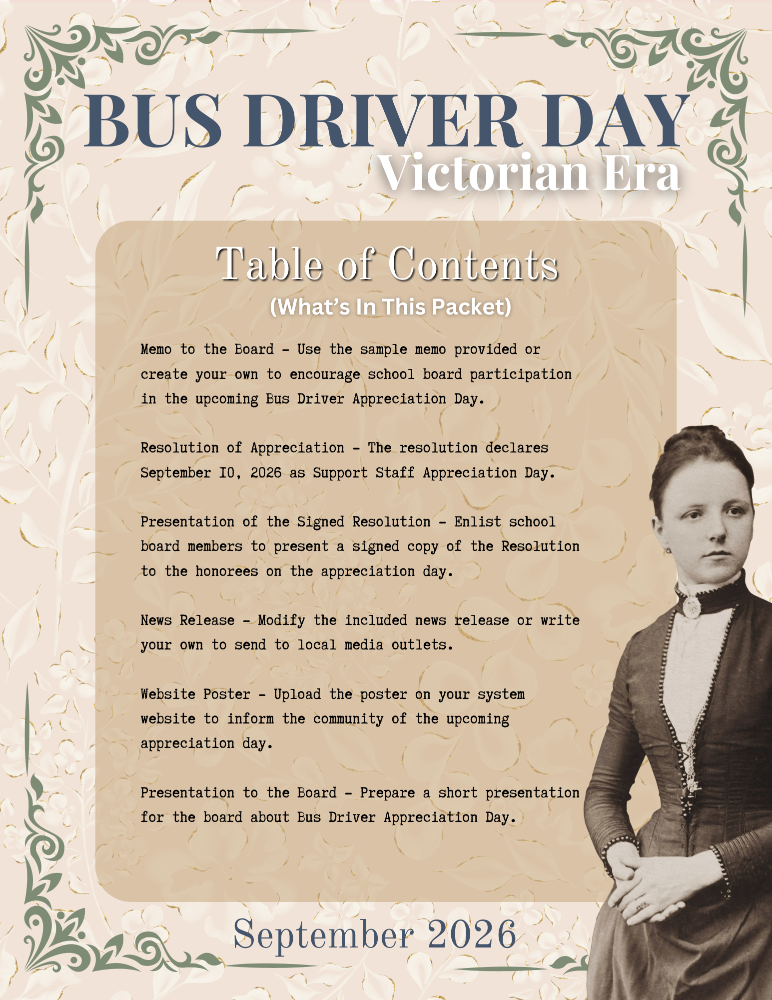 BUS DRIVER DAY
Victorian Era
Table of Contents
(What’s In This Packet)
Memo to the Board – Use the sample memo provided or
create your own to encourage school board participation
in the upcoming Bus Driver Appreciation Day.
Resolution of Appreciation – The resolution declares
September 10, 2026 as Support Staff Appreciation Day.
Presentation of the Signed Resolution – Enlist school
board members to present a signed copy of the Resolution
to the honorees on the appreciation day.
News Release – Modify the included news release or write
your own to send to local media outlets.
Website Poster – Upload the poster on your system
website to inform the community of the upcoming
appreciation day.
Presentation to the Board – Prepare a short presentation
for the board about Bus Driver Appreciation Day.
September 2026